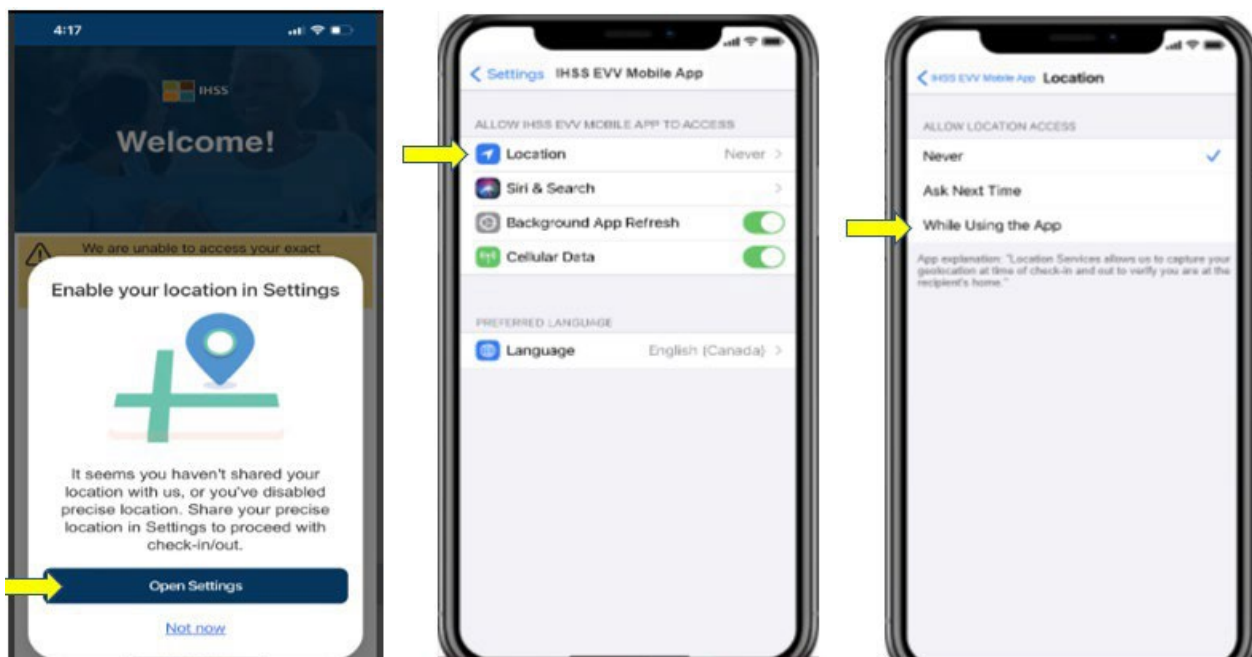 4:17
IHSS
Welcome!
We are unable to access your exact
Enable your location in Settings
It seems you haven't shared your
location with us, or you've disabled
precise location. Share your precise
location in Settings to proceed with
check-in/out.
Open Settings
Not now
Settings IHSS EVV Mobile App
ALLOW IHSS EVV MOBILE APP TO ACCESS
Location Never
Siri & Search
Background App Refresh
Cellular Data
PREFERRED LANGUAGE
Language English (Canada)
IHSS EVV Mobile App Location
ALLOW LOCATION ACCESS
Never
Ask Next Time
While Using the App
App explanation: "Location Services allows us to capture your
geolocation at time of check-in and out to verify you are at the
recipient's home."